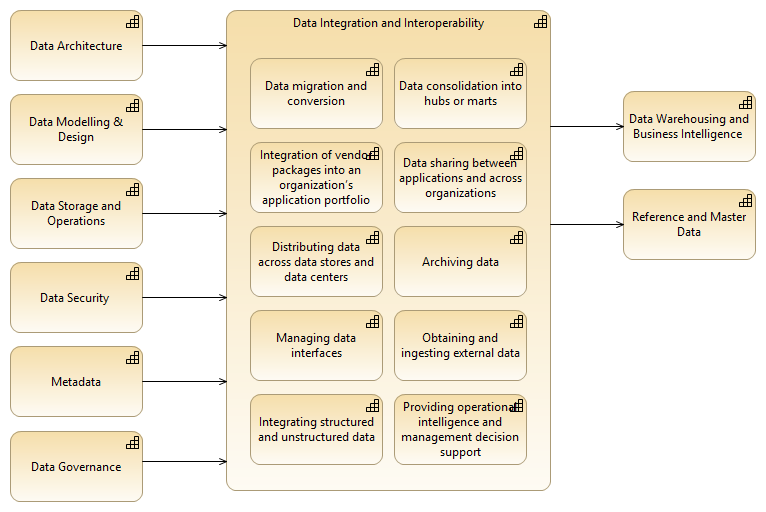 Data Architecture
Data Modelling &
Design
Data Storage and
Operations
Data Security
Metadata
Data Governance
Data Integration and Interoperability
Data migration and
conversion
Data consolidation into
hubs or marts
Integration of vendor
packages into an
organization's
application portfolio
Data sharing between
applications and across
organizations
Distributing data
across data stores and
data centers
Archiving data
Managing data
interfaces
Obtaining and
ingesting external data
Integrating structured
and unstructured data
Providing operational
intelligence and
management decision
support
Data Warehousing and
Business Intelligence
Reference and Master
Data